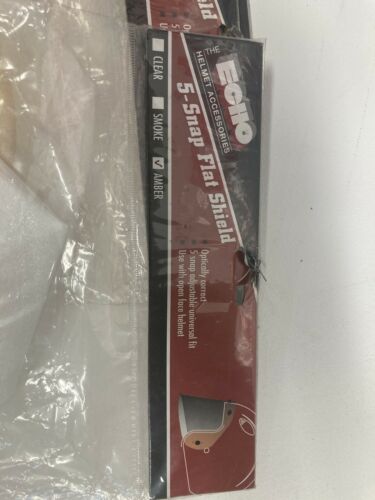 THE
ECHO
HELMET ACCESSORIES
5-Snap Flat Shield
CLEAR
SMOKE
AMBER
Optically correct
5 snap adjustable universal fit
Use with open face helmet
Shield